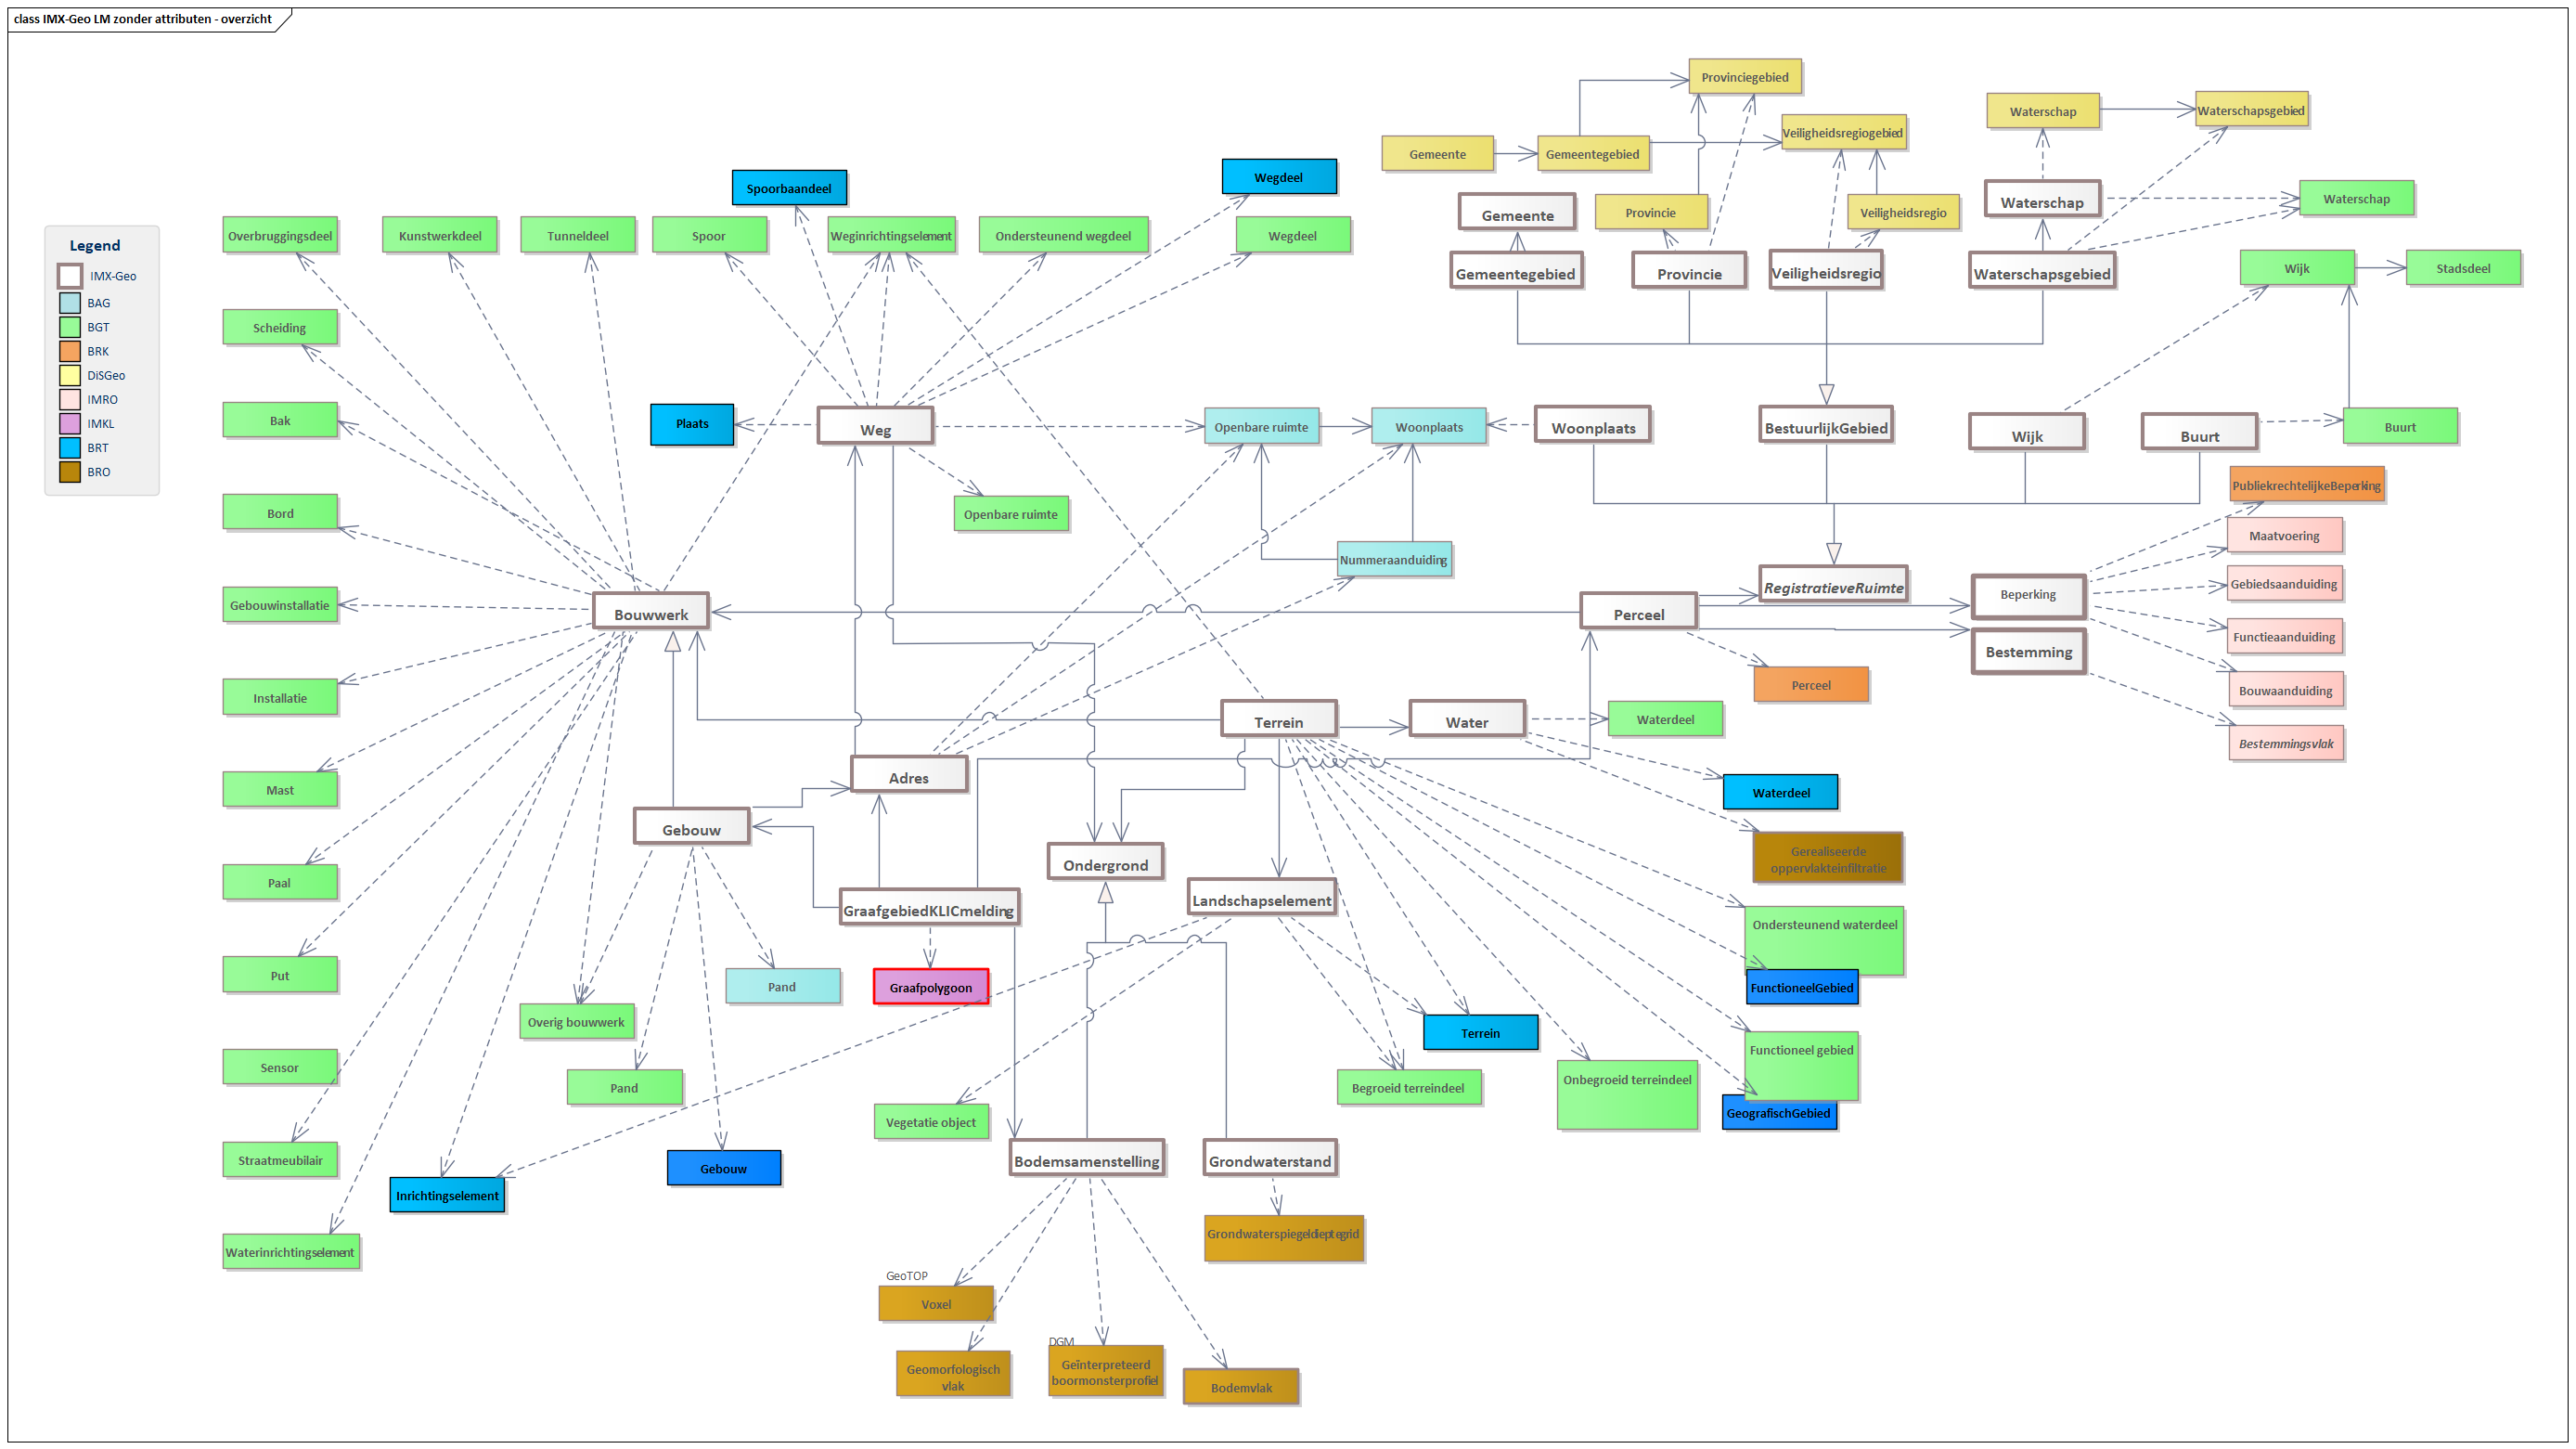 class IMX-Geo LM zonder attributen - overzicht
Legend
IMX-Geo
BAG
BGT
BRK
DiSGeo
IMRO
IMKL
BRT
BRO
Provinciegebied
Waterschap
Waterschapsgebied
Veiligheidsregiogebied
Gemeente
Gemeentegebied
Spoorbaandeel
Wegdeel
Gemeente
Provincie
Veiligheidsregio
Waterschap
Waterschap
Overbruggingsdeel
Kunstwerkdeel
Tunneldeel
Spoor
Weginrichtingselement
Ondersteunend wegdeel
Wegdeel
Gemeentegebied
Provincie
Veiligheidsregio
Waterschapsgebied
Wijk
Stadsdeel
Scheiding
Bak
Plaats
Weg
Openbare ruimte
Woonplaats
Woonplaats
BestuurlijkGebied
Wijk
Buurt
Buurt
PubliekrechtelijkeBeperking
Bord
Openbare ruimte
Maatvoering
Nummeraanduiding
RegistratieveRuimte
Gebiedsaanduiding
Gebouwinstallatie
Bouwwerk
Perceel
Beperking
Functieaanduiding
Bestemming
Perceel
Bouwaanduiding
Installatie
Terrein
Water
Waterdeel
Bestemmingsvlak
Mast
Adres
Waterdeel
Gebouw
Ondergrond
Gerealiseerde
oppervlakteinfiltratie
Paal
GraafgebiedKLICmelding
Landschapselement
Ondersteunend waterdeel
Put
Pand
Graafpolygoon
FunctioneelGebied
Overig bouwwerk
Terrein
Functioneel gebied
Sensor
Pand
Begroeid terreindeel
Onbegroeid terreindeel
GeografischGebied
Vegetatie object
Straatmeubilair
Gebouw
Bodemsamenstelling
Grondwaterstand
Inrichtingselement
Waterinrichtingselement
Grondwaterspiegeldieptegrid
GeoTOP
Voxel
DGM
Geomorfologisch
vlak
Geïnterpreteerd
boormonsterprofiel
Bodemvlak